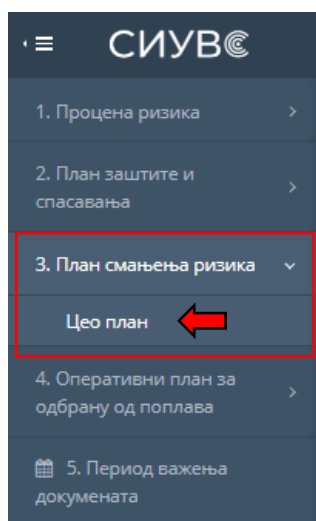 СИУВС
1. Процена ризика
2. План заштите и
спасавања
3. План смањења ризика
Цео план
4. Оперативни план за
одбрану од поплава
5. Период важења
докумената